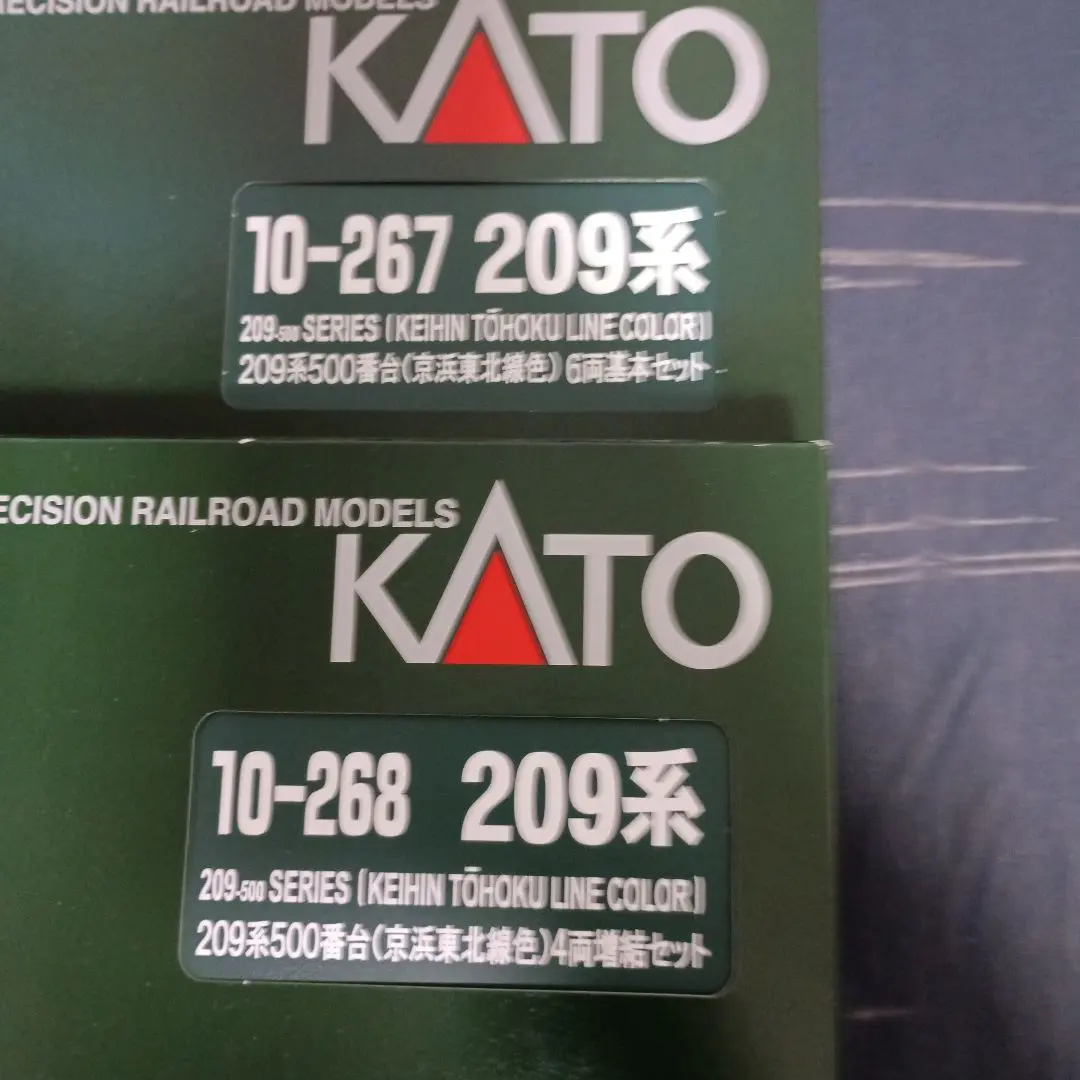 RECISION RAILROAD MODELS
KATO
10-267 209系
209-500 SERIES (KEIHIN TŌHOKU LINE COLOR)
209系500番台(京浜東北線色) 6両基本セット
ECISION RAILROAD MODELS
KATO
10-268 209系
209-500 SERIES (KEIHIN TŌHOKU LINE COLOR)
209系500番台(京浜東北線色)4両増結セット